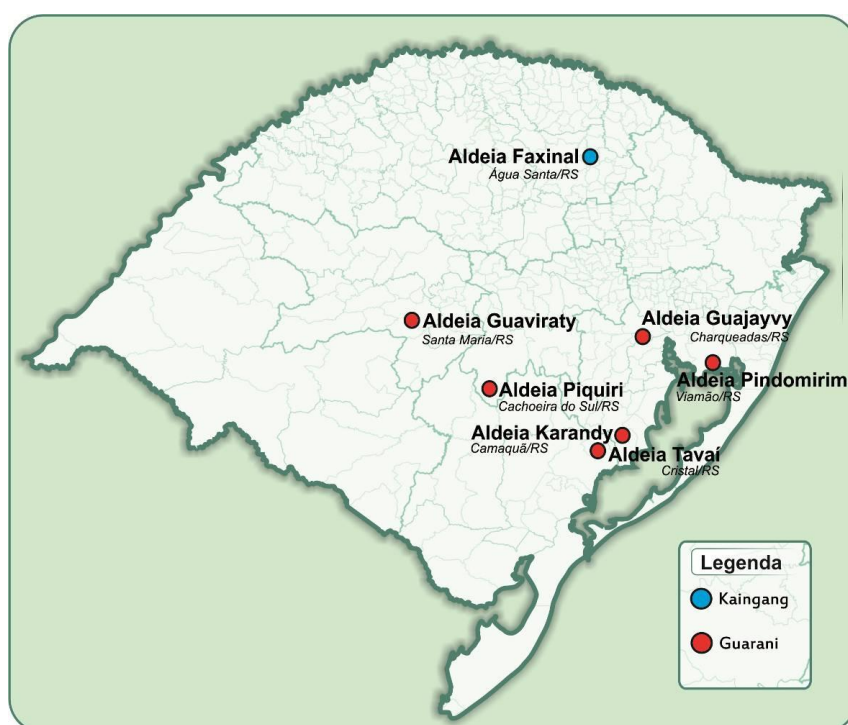 Aldeia Faxinal
Água Santa/RS
Aldeia Guaviraty
Santa Maria/RS
Aldeia Guajayvy
Charqueadas/RS
Aldeia Pindomirim
Viamão/RS
Aldeia Piquiri
Cachoeira do Sul/RS
Aldeia Karandy
Camaquã/RS
Aldeia Tavaí
Cristal/RS
Legenda
Kaingang
Guarani